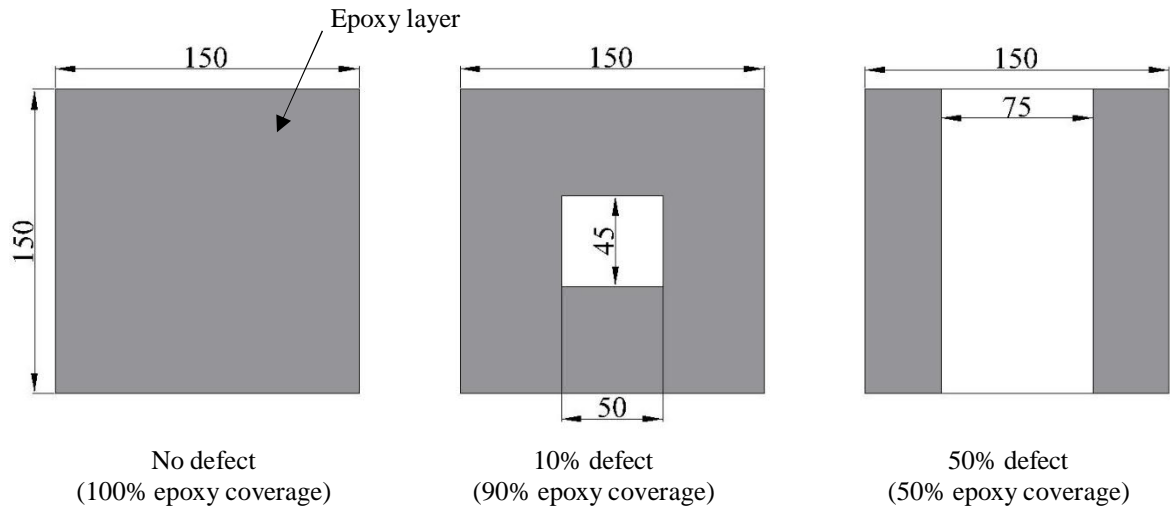 Epoxy layer
150
150
150
150
75
45
50
No defect
(100% epoxy coverage)
10% defect
(90% epoxy coverage)
50% defect
(50% epoxy coverage)